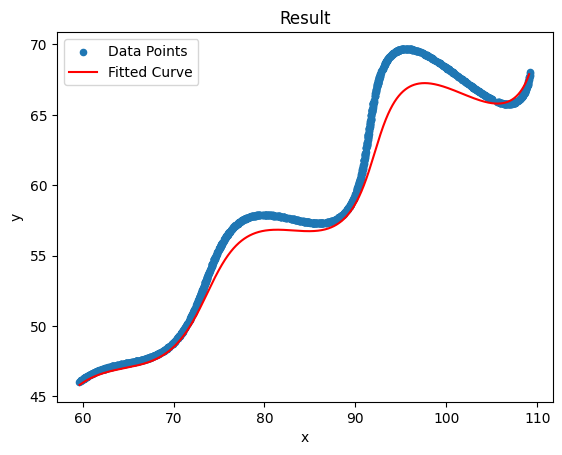 Result
Data Points
Fitted Curve
70
65
60
55
50
45
y
60 70 80 90 100 110
x